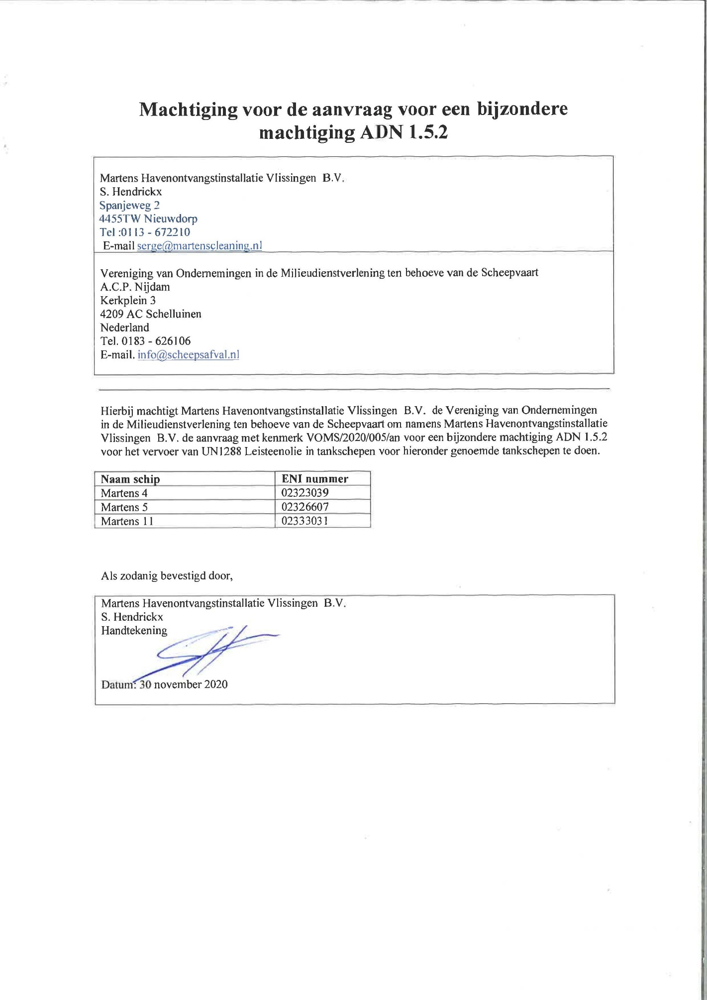 Machtiging voor de aanvraag voor een bijzondere
machtiging ADN 1.5.2
Martens Havenontvangstinstallatie Vlissingen B.V.
S. Hendrickx
Spanjeweg 2
4455TW Nieuwdorp
Tel :0113 - 672210
E-mail serge@martenscleaning.nl
Vereniging van Ondernemingen in de Milieudienstverlening ten behoeve van de Scheepvaart
A.C.P. Nijdam
Kerkplein 3
4209 AC Schelluinen
Nederland
Tel. 0183 - 626106
E-mail. info@scheepsafval.nl
Hierbij machtigt Martens Havenontvangstinstallatie Vlissingen B.V. de Vereniging van Ondernemingen
in de Milieudienstverlening ten behoeve van de Scheepvaart om namens Martens Havenontvangstinstallatie
Vlissingen B.V. de aanvraag met kenmerk VOMS/2020/005/an voor een bijzondere machtiging ADN 1.5.2
voor het vervoer van UN1288 Leisteenolie in tankschepen voor hieronder genoemde tankschepen te doen.
Naam schip ENI nummer
Martens 4 02323039
Martens 5 02326607
Martens 11 02333031
Als zodanig bevestigd door,
Martens Havenontvangstinstallatie Vlissingen B.V.
S. Hendrickx
Handtekening
Datum: 30 november 2020